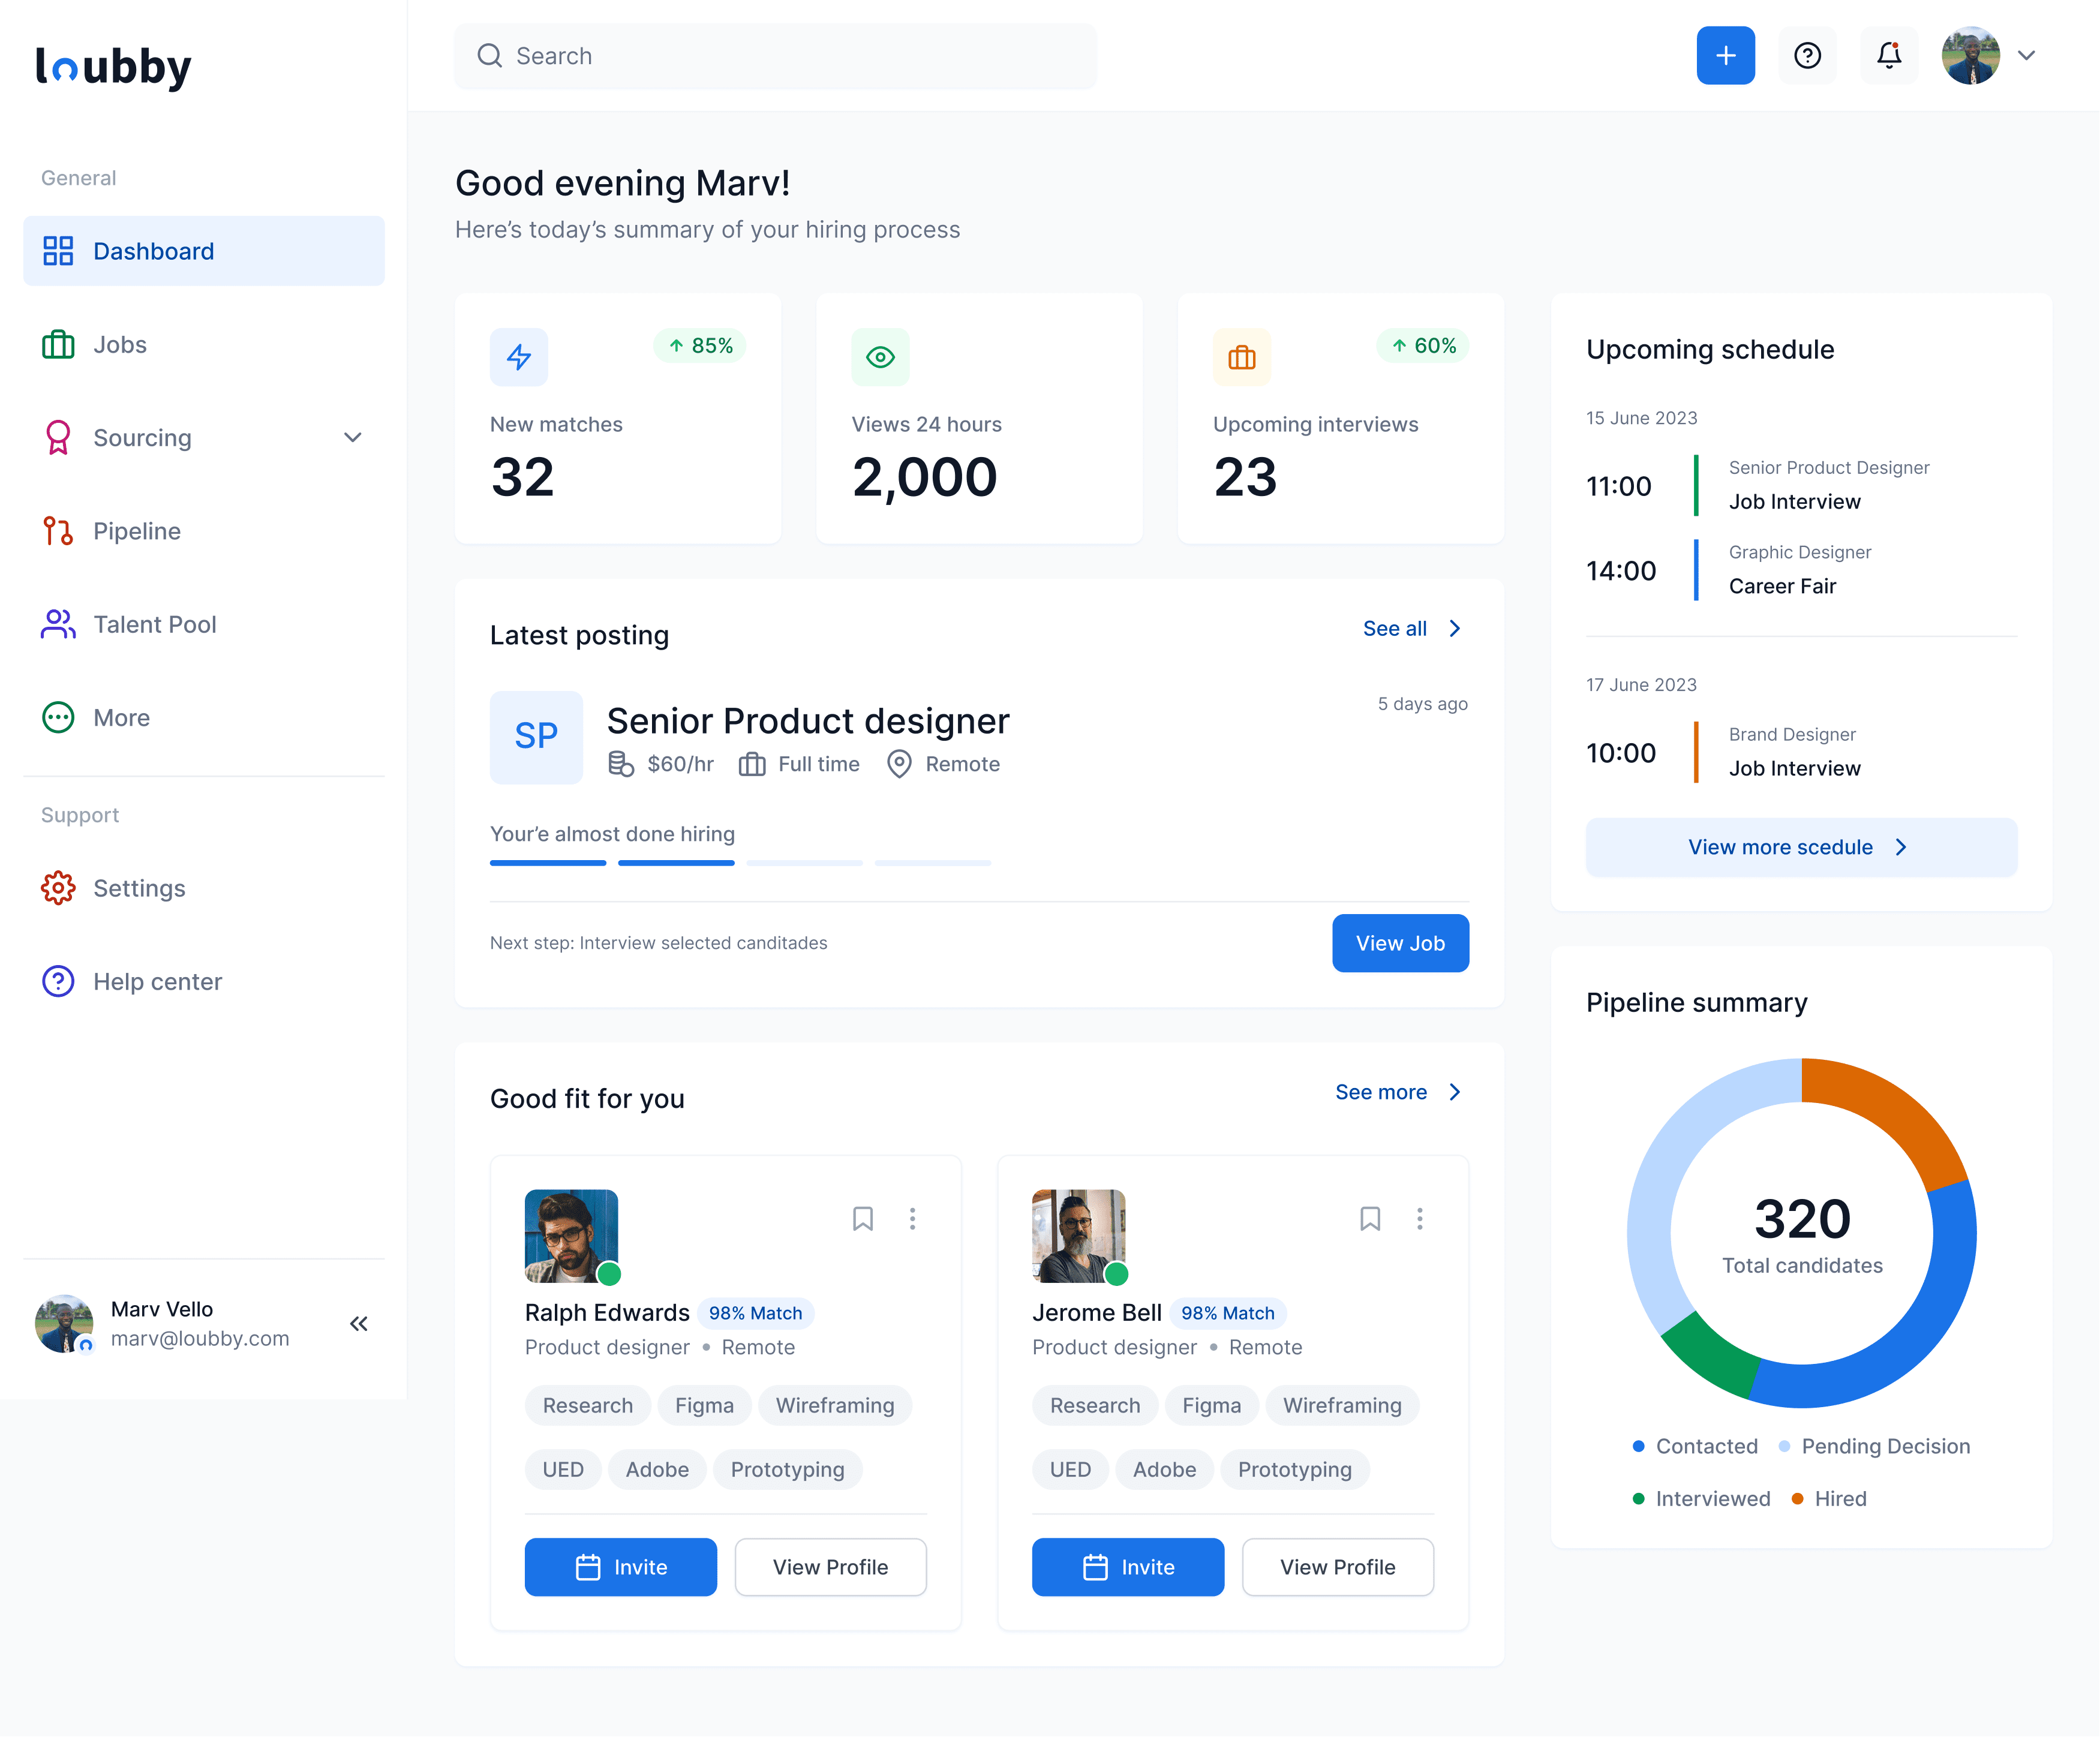 loubby
Search
General
Dashboard
Jobs
Sourcing
Pipeline
Talent Pool
More
Support
Settings
Help center
Marv Vello
marv@loubby.com
Good evening Marv!
Here’s today’s summary of your hiring process
85%
New matches
32
Views 24 hours
2,000
60%
Upcoming interviews
23
Latest posting
See all
SP
Senior Product designer
5 days ago
$60/hr Full time Remote
Your’e almost done hiring
Next step: Interview selected canditades
View Job
Good fit for you
See more
Ralph Edwards 98% Match
Product designer • Remote
Research Figma Wireframing
UED Adobe Prototyping
Invite View Profile
Jerome Bell 98% Match
Product designer • Remote
Research Figma Wireframing
UED Adobe Prototyping
Invite View Profile
Upcoming schedule
15 June 2023
11:00
Senior Product Designer
Job Interview
14:00
Graphic Designer
Career Fair
17 June 2023
10:00
Brand Designer
Job Interview
View more scedule
Pipeline summary
320
Total candidates
Contacted Pending Decision
Interviewed Hired